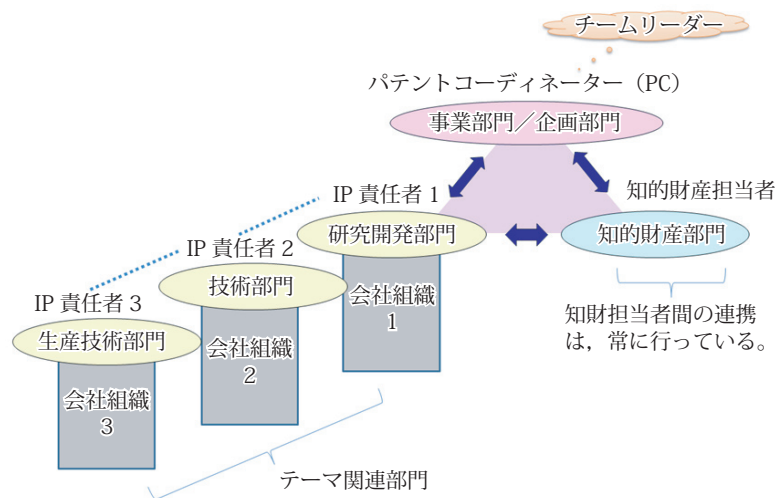 チームリーダー
パテントコーディネーター（PC）
事業部門／企画部門
知的財産担当者
IP 責任者 1
研究開発部門
知的財産部門
IP 責任者 2
技術部門
会社組織
1
IP 責任者 3
生産技術部門
会社組織
2
知財担当者間の連携
は，常に行っている。
会社組織
3
テーマ関連部門